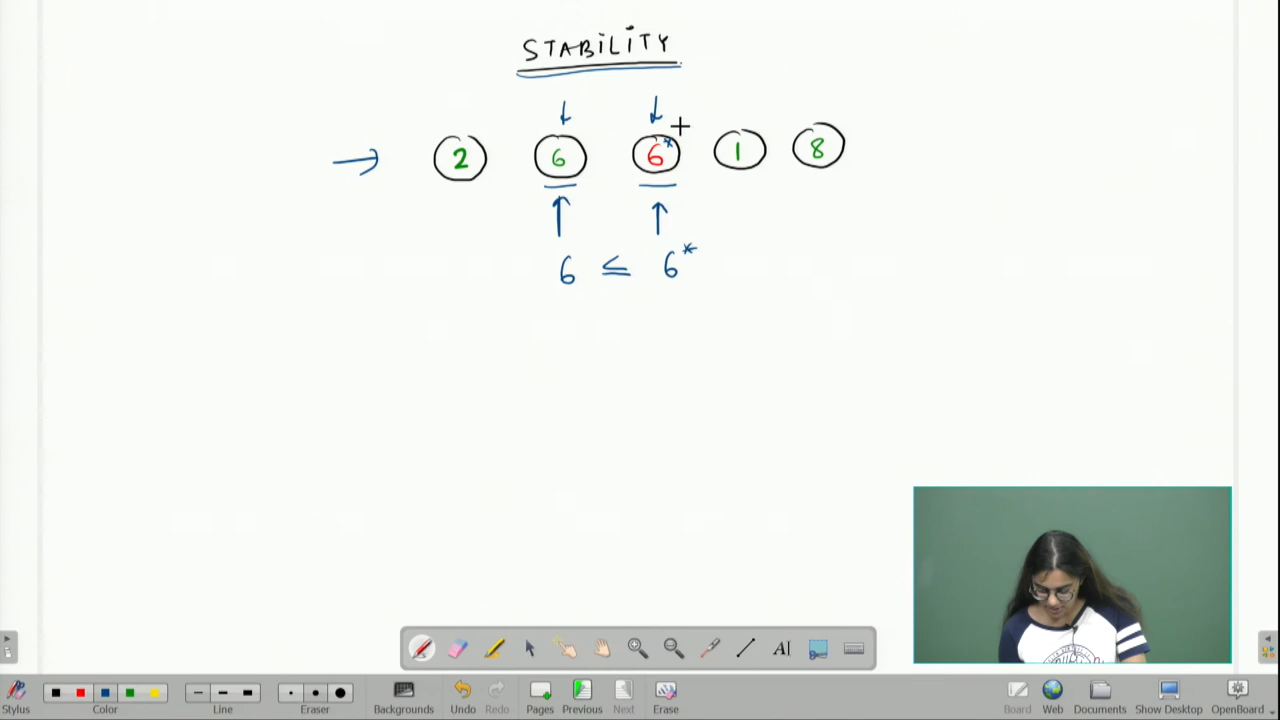 STABILITY
→ 2 6 6* 1 8
6 ≤ 6*
Stylus Color Line Eraser Backgrounds Undo Redo Pages Previous Next Erase Board Web Documents Show Desktop OpenBoard